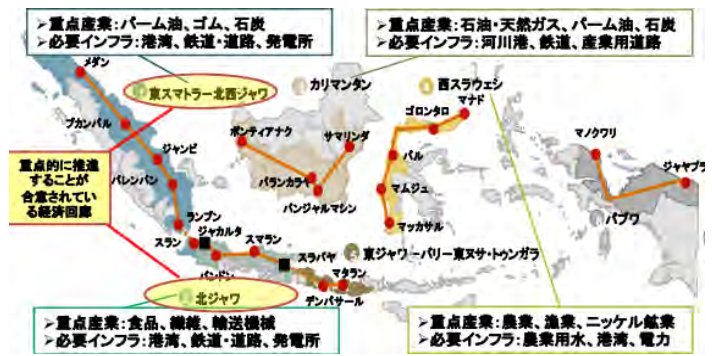 ➢重点産業：パーム油、ゴム、石炭
➢必要インフラ：港湾、鉄道・道路、発電所
➢重点産業：石油・天然ガス、パーム油、石炭
➢必要インフラ：河川港、鉄道、産業用道路
メダン
東スマトラー北西ジャワ
カリマンタン
西スラウェシ
マナド
ゴロンタロ
プカンバル
ポンティアナク
サマリンダ
マノクワリ
ジャンビ
パル
ジャヤプラ
重点的に推進
することが
合意されてい
る経済回廊
パレンバン
パランカラヤ
マムジュ
バンジャルマシン
パプワ
ランプン
マッカサル
ジャカルタ
スラン
スマラン
スラバヤ
5
東ジャワーバリー東ヌサ・トゥンガラ
バンドン
マタラン
デンパサール
北ジャワ
➢重点産業：食品、繊維、輸送機械
➢必要インフラ：港湾、鉄道・道路、発電所
➢重点産業：農業、漁業、ニッケル鉱業
➢必要インフラ：農業用水、港湾、電力